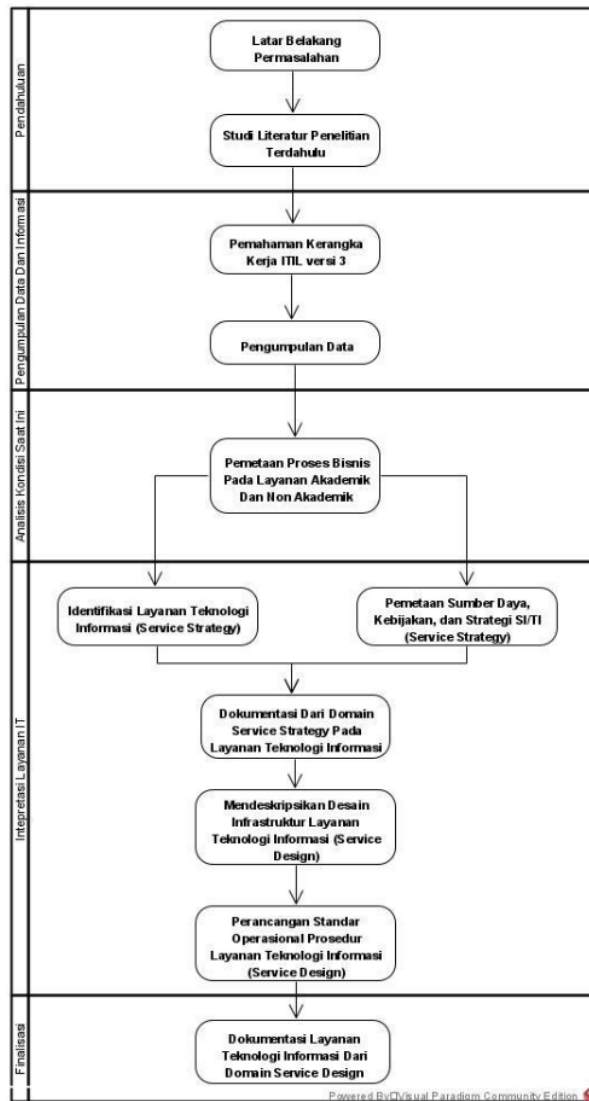 Pendahuluan
Latar Belakang
Permasalahan
Studi Literatur Penelitian
Terdahulu
Pengumpulan Data Dan Informasi
Pemahaman Kerangka
Kerja ITIL versi 3
Pengumpulan Data
Analisis Kondisi Saat Ini
Pemetaan Proses Bisnis
Pada Layanan Akademik
Dan Non Akademik
Intepretasi Layanan IT
Identifikasi Layanan Teknologi
Informasi (Service Strategy)
Pemetaan Sumber Daya,
Kebijakan, dan Strategi SI/TI
(Service Strategy)
Dokumentasi Dari Domain
Service Strategy Pada
Layanan Teknologi Informasi
Mendeskripsikan Desain
Infrastruktur Layanan
Teknologi Informasi (Service
Design)
Perancangan Standar
Operasional Prosedur
Layanan Teknologi Informasi
(Service Design)
Finalisasi
Dokumentasi Layanan
Teknologi Informasi Dari
Domain Service Design
Powered By□Visual Paradigm Community Edition